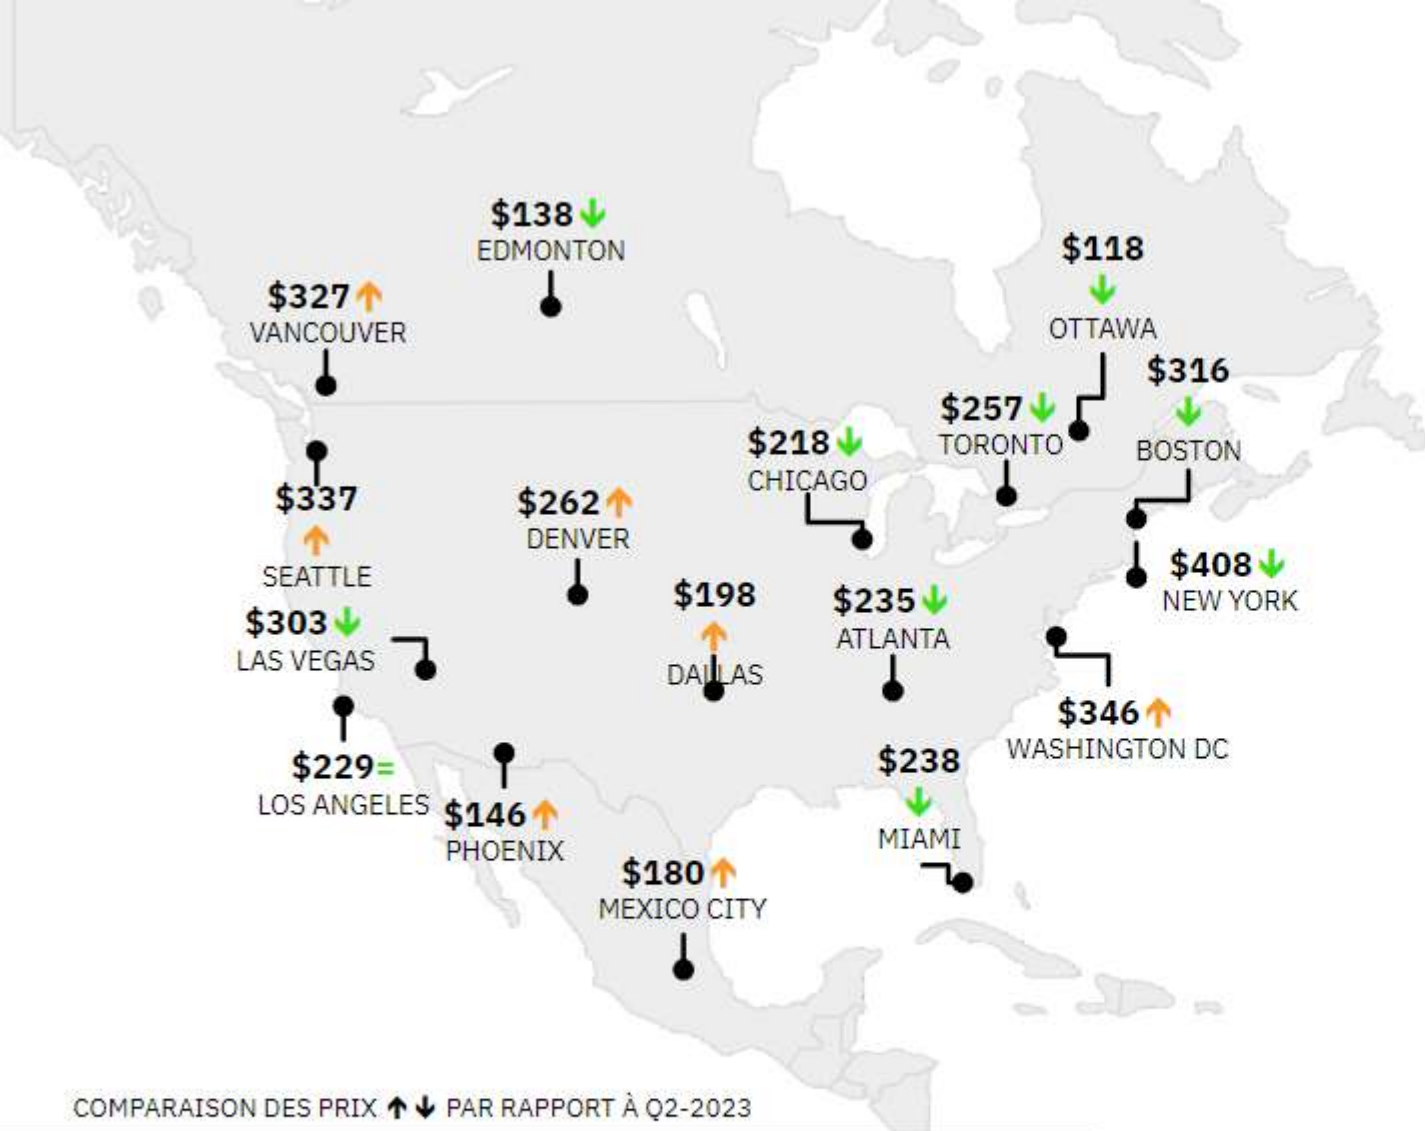 $138 ↓
EDMONTON
$118
↓
OTTAWA
$327 ↑
VANCOUVER
$316
↓
BOSTON
$257 ↓
TORONTO
$218 ↓
CHICAGO
$337
↑
SEATTLE
$262 ↑
DENVER
$408 ↓
NEW YORK
$198
↑
DALLAS
$235 ↓
ATLANTA
$303 ↓
LAS VEGAS
$346 ↑
WASHINGTON DC
$229=
LOS ANGELES
$238
↓
MIAMI
$146 ↑
PHOENIX
$180 ↑
MEXICO CITY
COMPARAISON DES PRIX ↑ ↓ PAR RAPPORT À Q2-2023